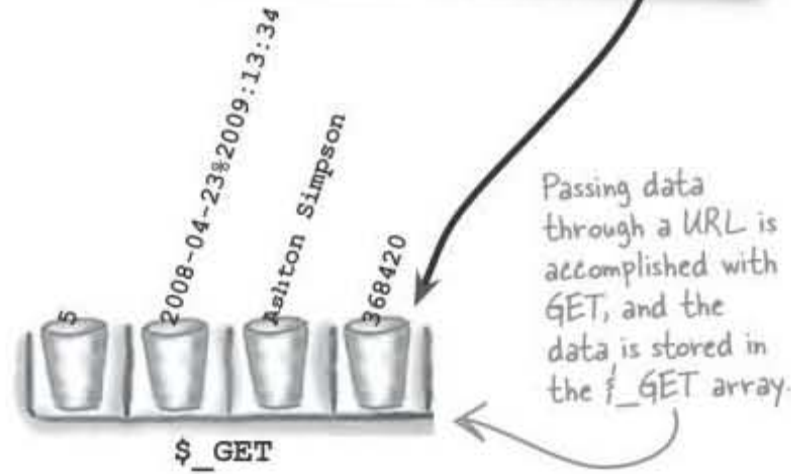 5
2008-04-23%2009:13:34
Ashton Simpson
368420
$_GET
Passing data
through a URL is
accomplished with
GET, and the
data is stored in
the $_GET array.